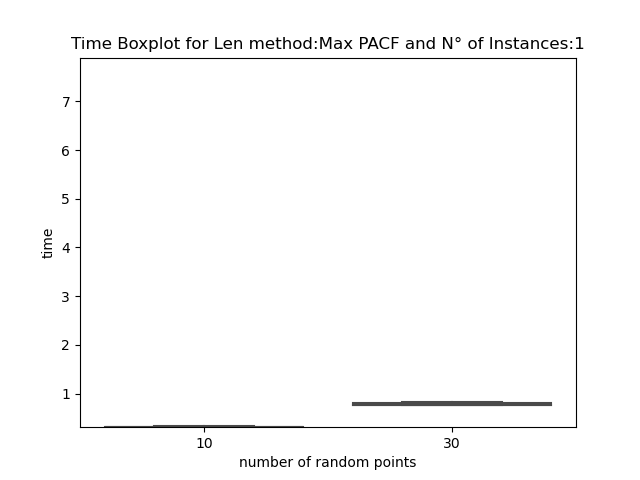 Time Boxplot for Len method:Max PACF and N° of Instances:1
7
6
5
4
3
2
1
time
10 30
number of random points